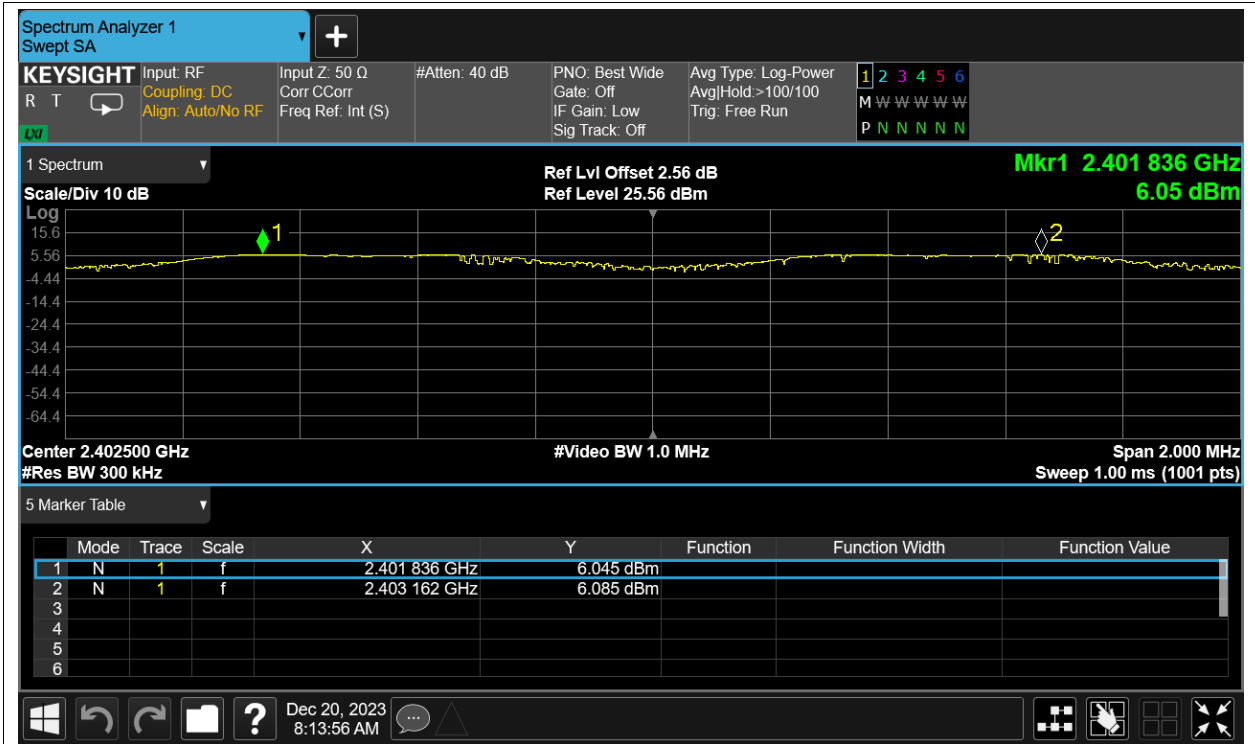 Spectrum Analyzer 1
Swept SA
KEYSIGHT
R T
LXI
Input: RF
Coupling: DC
Align: Auto/No RF
Input Z: 50 Ω
Corr CCorr
Freq Ref: Int (S)
#Atten: 40 dB
PNO: Best Wide
Gate: Off
IF Gain: Low
Sig Track: Off
Avg Type: Log-Power
Avg|Hold:>100/100
Trig: Free Run
1 2 3 4 5 6
M W W W W W
P N N N N N
1 Spectrum
Scale/Div 10 dB
Ref Lvl Offset 2.56 dB
Ref Level 25.56 dBm
Mkr1 2.401 836 GHz
6.05 dBm
Log
15.6
5.56
-4.44
-14.4
-24.4
-34.4
-44.4
-54.4
-64.4
1
2
Center 2.402500 GHz
#Video BW 1.0 MHz
Span 2.000 MHz
#Res BW 300 kHz
Sweep 1.00 ms (1001 pts)
5 Marker Table
Mode Trace Scale X Y Function Function Width Function Value
1 N 1 f 2.401 836 GHz 6.045 dBm
2 N 1 f 2.403 162 GHz 6.085 dBm
3
4
5
6
?
Dec 20, 2023
8:13:56 AM